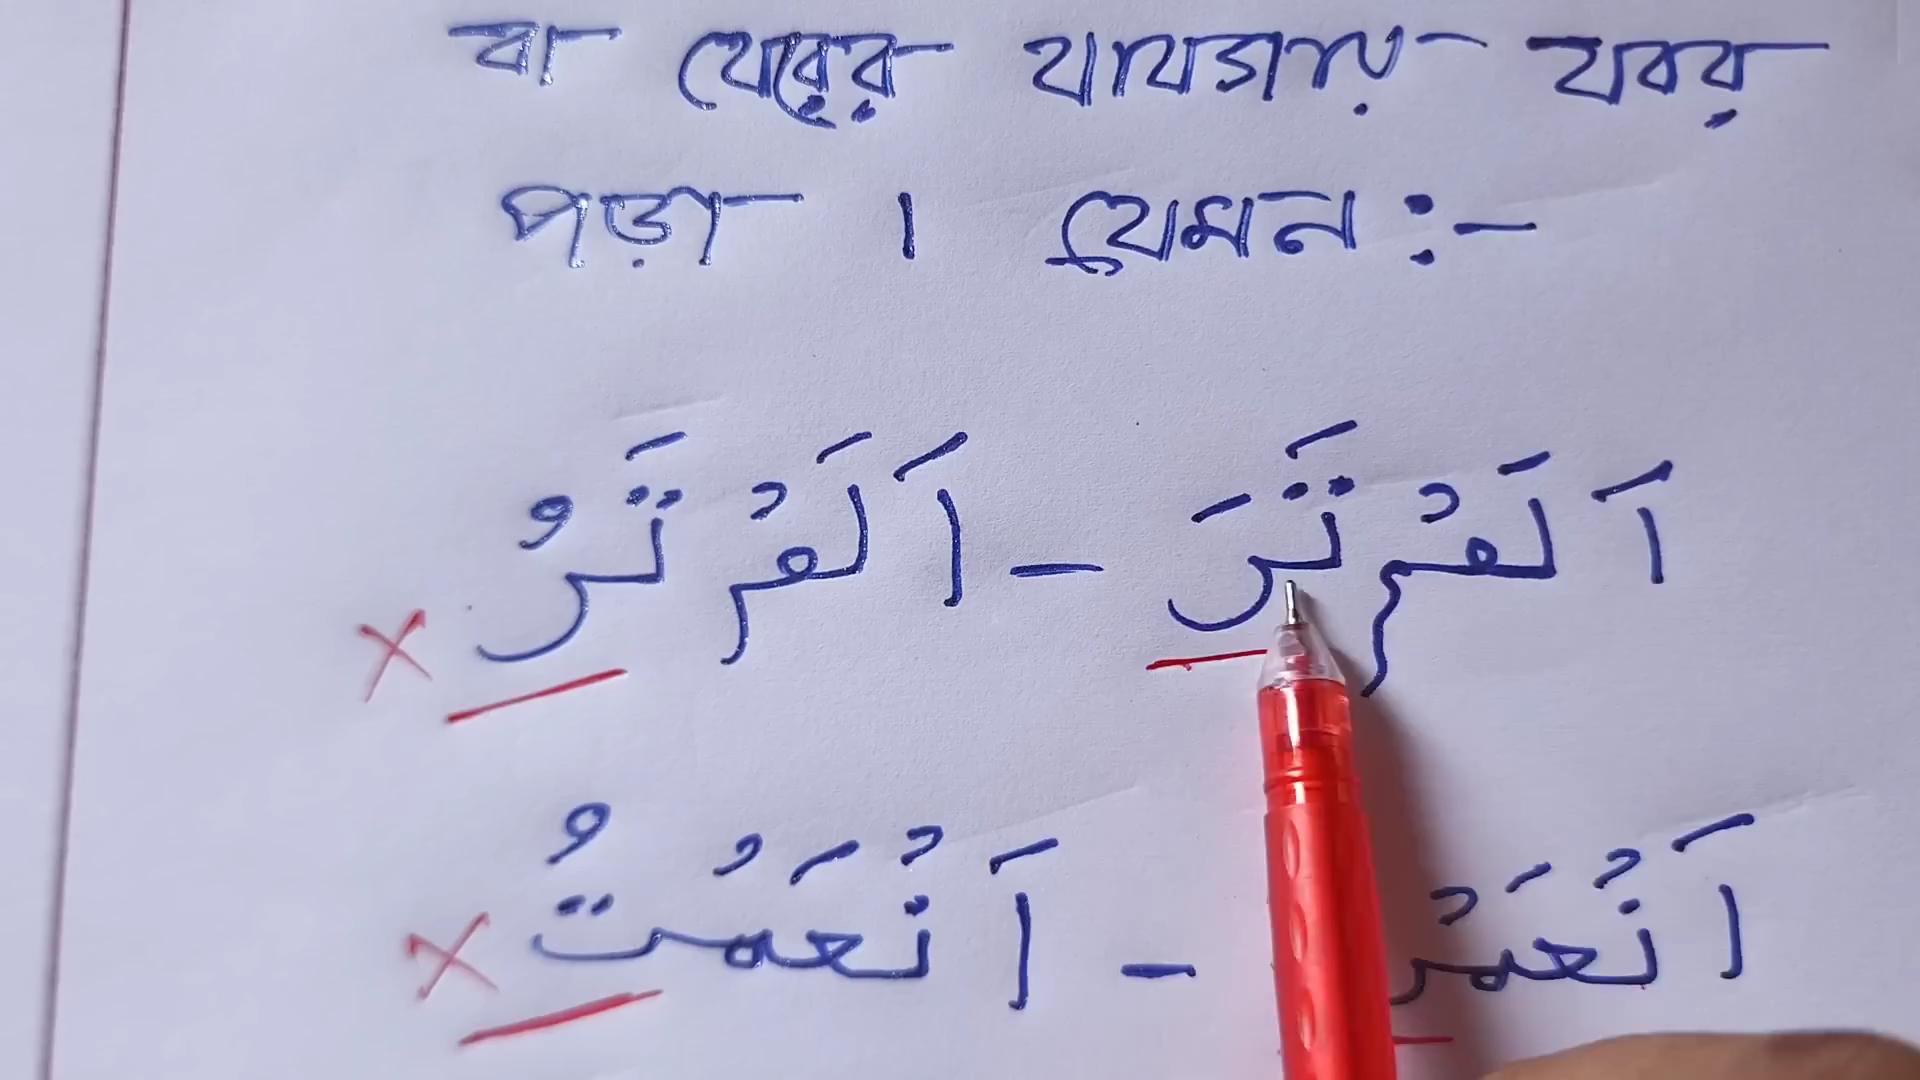 বা যেরের যায়গায় যবর
পড়া । যেমন :-
اَلَمْ تَرَ - اَلَمْ تَرُ ×
اَنْعَمْ - اَنْعَمْتُ ×